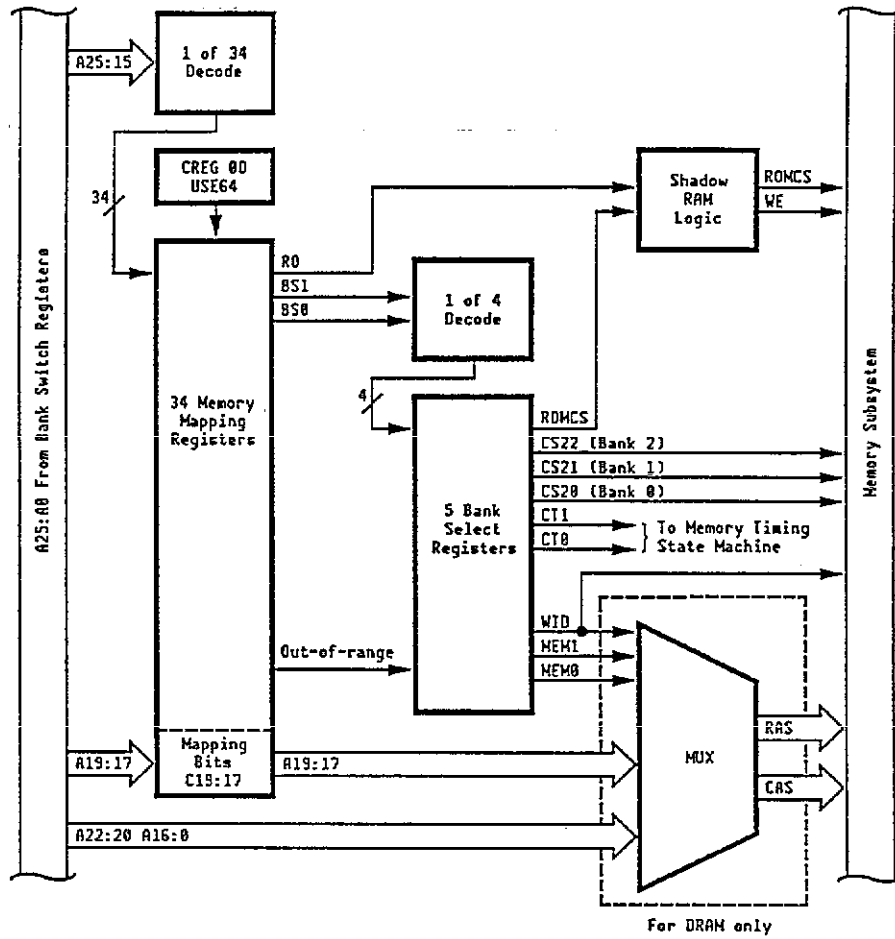 A25:A0 From Bank Switch Registers
A25:15
1 of 34
Decode
CREG 0D
USE64
34
Shadow
RAM
Logic
ROMCS
WE
RO
BS1
BS0
1 of 4
Decode
4
34 Memory
Mapping
Registers
5 Bank
Select
Registers
ROMCS
CS22 (Bank 2)
CS21 (Bank 1)
CS20 (Bank 0)
CT1
CT0
To Memory Timing
State Machine
Memory Subsystem
Out-of-range
WID
MEM1
MEM0
MUX
RAS
CAS
A19:17
Mapping
Bits
C19:17
A19:17
A22:20 A16:0
For DRAM only